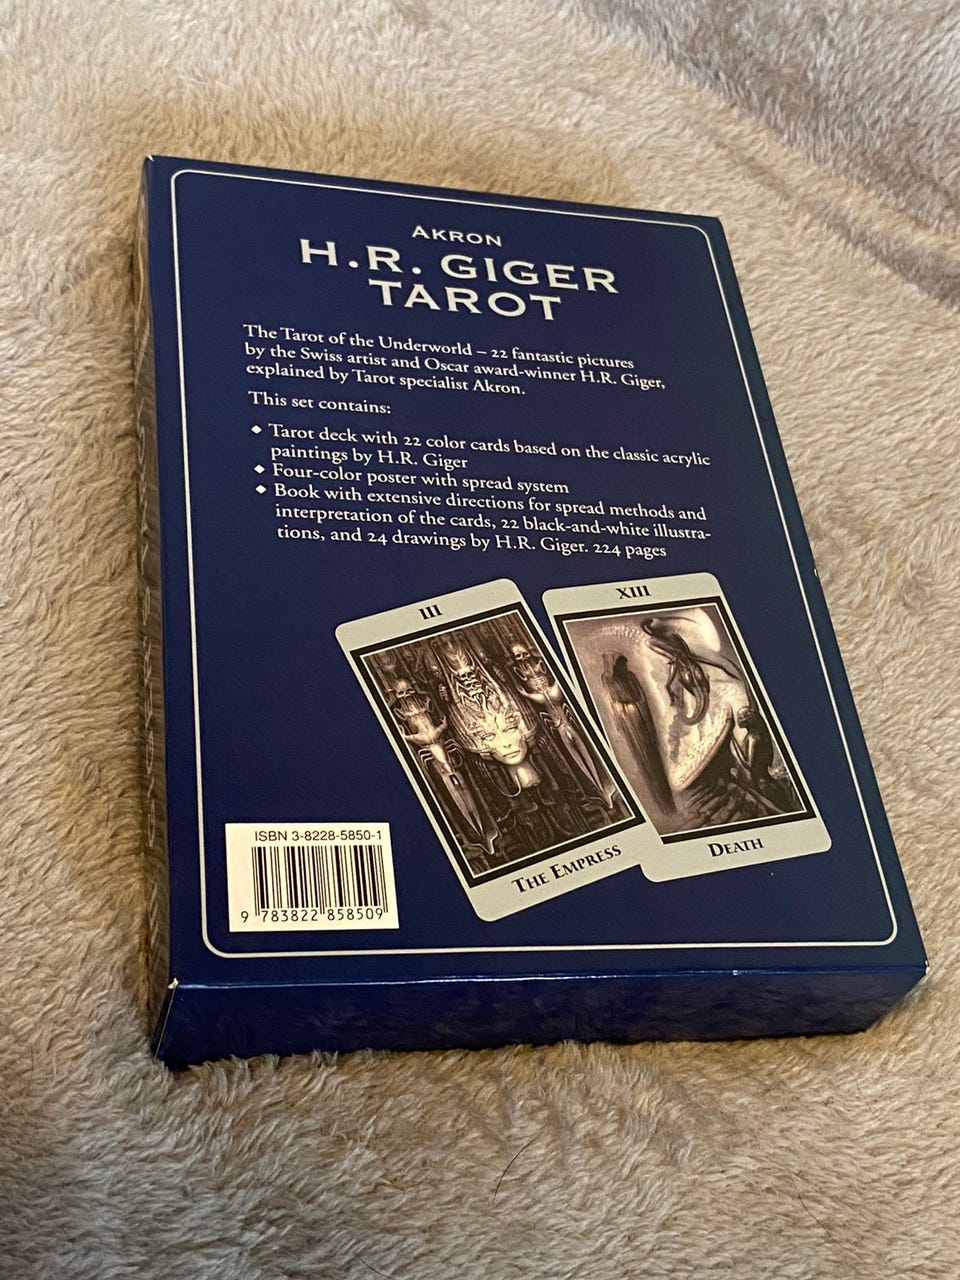 AKRON
H.R. GIGER
TAROT
The Tarot of the Underworld – 22 fantastic pictures
by the Swiss artist and Oscar award-winner H.R. Giger,
explained by Tarot specialist Akron.
This set contains:
◆ Tarot deck with 22 color cards based on the classic acrylic
paintings by H.R. Giger
◆ Four-color poster with spread system
◆ Book with extensive directions for spread methods and
interpretation of the cards, 22 black-and-white illustra-
tions, and 24 drawings by H.R. Giger. 224 pages
III
XIII
THE EMPRESS
DEATH
ISBN 3-8228-5850-1
9 783822 858509